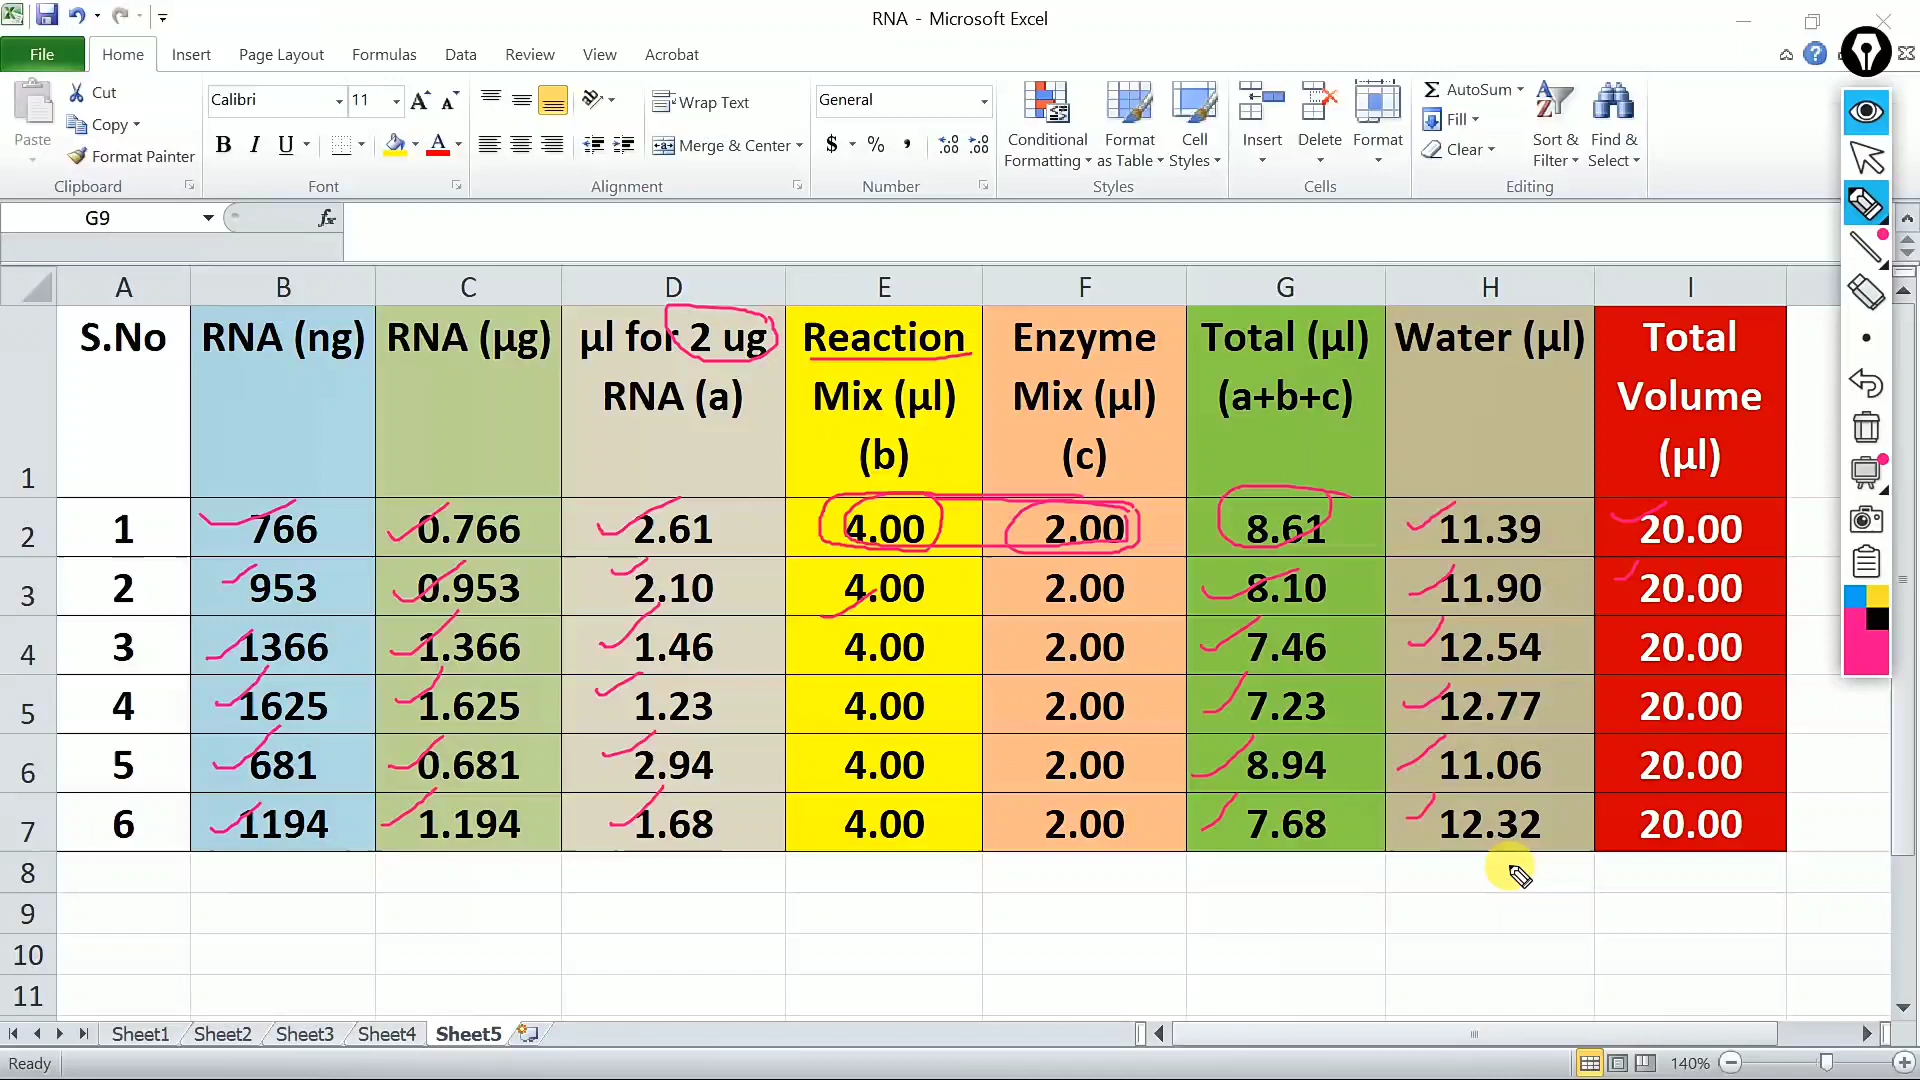 RNA - Microsoft Excel
File Home Insert Page Layout Formulas Data Review View Acrobat
Paste
Cut
Copy
Format Painter
Clipboard
Calibri 11
B I U
Font
Wrap Text
Merge & Center
Alignment
General
$ % ,
Number
Conditional Formatting
Format as Table
Cell Styles
Styles
Insert Delete Format
Cells
Σ AutoSum
Fill
Clear
Sort & Filter
Find & Select
Editing
G9 fx
A B C D E F G H I
1 S.No RNA (ng) RNA (µg) µl for 2 ug RNA (a) Reaction Mix (µl) (b) Enzyme Mix (µl) (c) Total (µl) (a+b+c) Water (µl) Total Volume (µl)
2 1 766 0.766 2.61 4.00 2.00 8.61 11.39 20.00
3 2 953 0.953 2.10 4.00 2.00 8.10 11.90 20.00
4 3 1366 1.366 1.46 4.00 2.00 7.46 12.54 20.00
5 4 1625 1.625 1.23 4.00 2.00 7.23 12.77 20.00
6 5 681 0.681 2.94 4.00 2.00 8.94 11.06 20.00
7 6 1194 1.194 1.68 4.00 2.00 7.68 12.32 20.00
8
9
10
11
Sheet1 Sheet2 Sheet3 Sheet4 Sheet5
Ready 140%